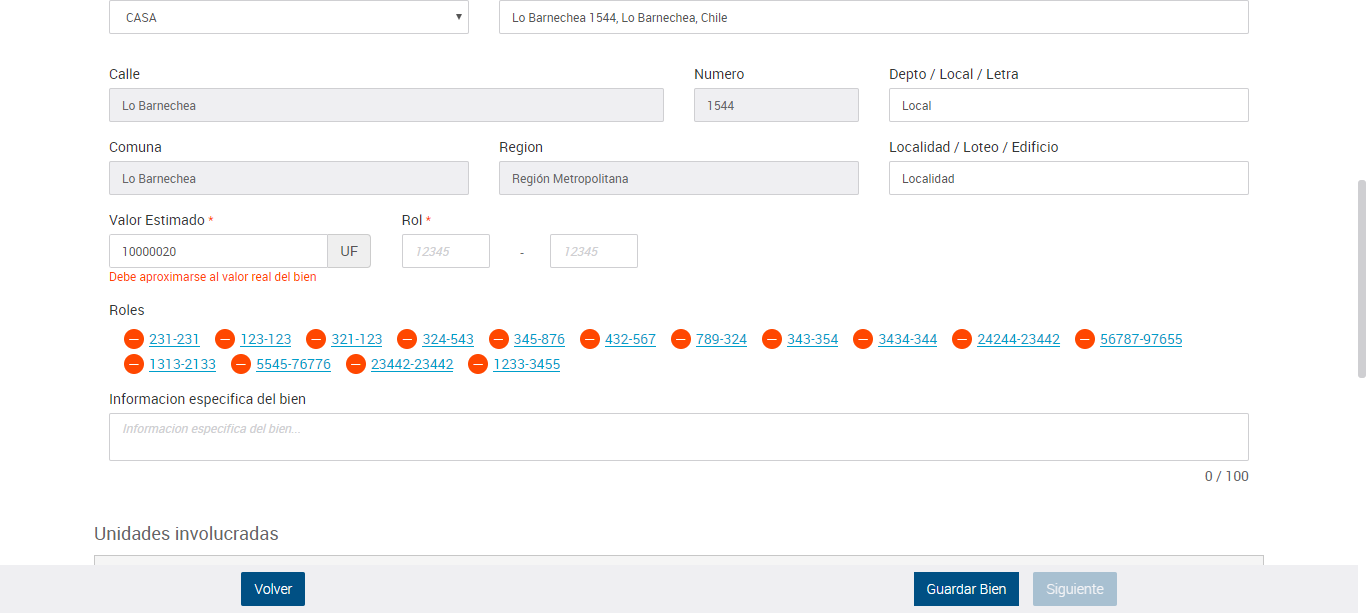 CASA
Lo Barnechea 1544, Lo Barnechea, Chile
Calle
Numero
Depto / Local / Letra
Lo Barnechea
1544
Local
Comuna
Region
Localidad / Loteo / Edificio
Lo Barnechea
Región Metropolitana
Localidad
Valor Estimado *
Rol *
10000020
UF
12345
-
12345
Debe aproximarse al valor real del bien
Roles
231-231 123-123 321-123 324-543 345-876 432-567 789-324 343-354 3434-344 24244-23442 56787-97655
1313-2133 5545-76776 23442-23442 1233-3455
Informacion especifica del bien
Informacion especifica del bien...
0 / 100
Unidades involucradas
Volver
Guardar Bien
Siguiente